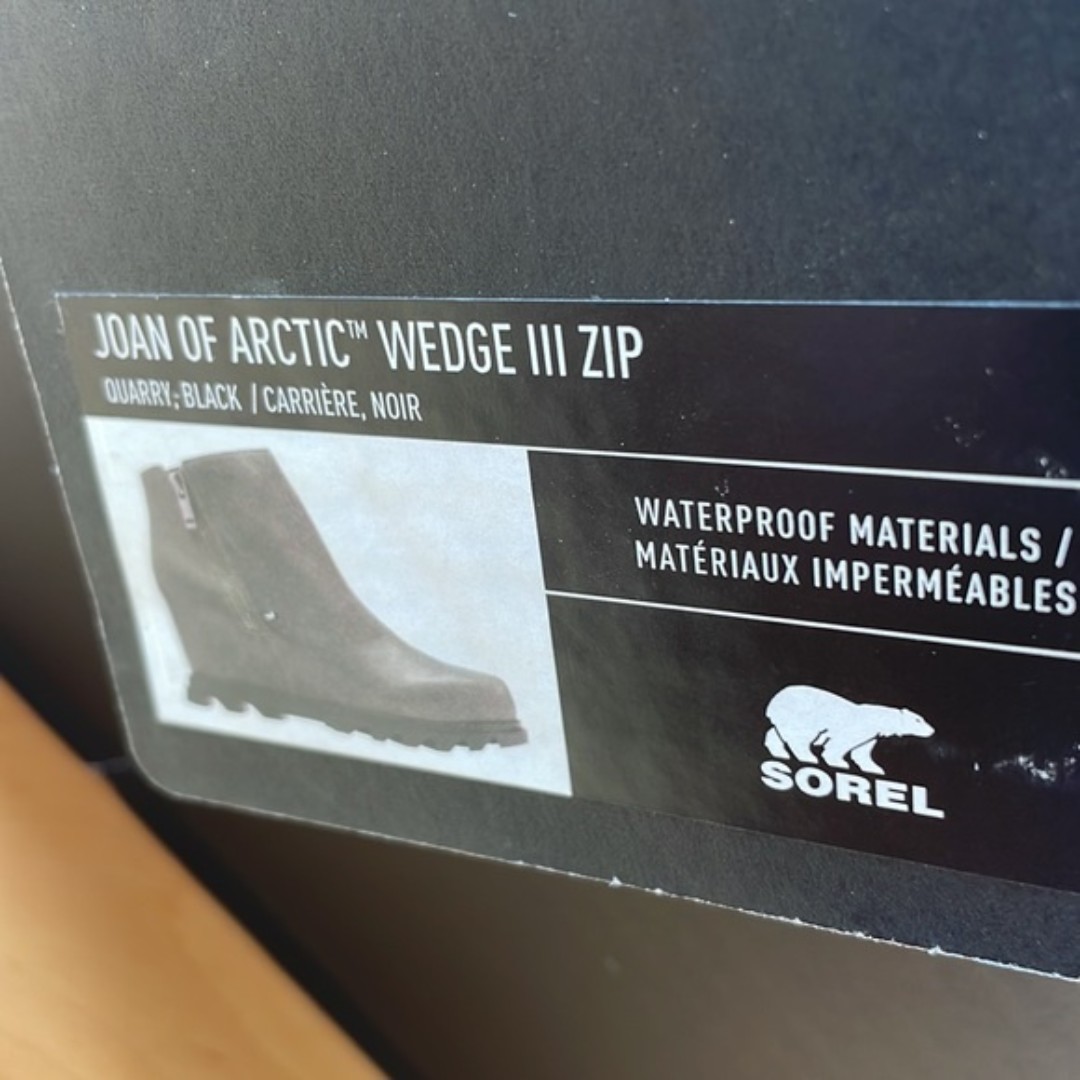 JOAN OF ARCTIC™ WEDGE III ZIP
QUARRY, BLACK / CARRIÈRE, NOIR
WATERPROOF MATERIALS /
MATÉRIAUX IMPERMÉABLES
SOREL